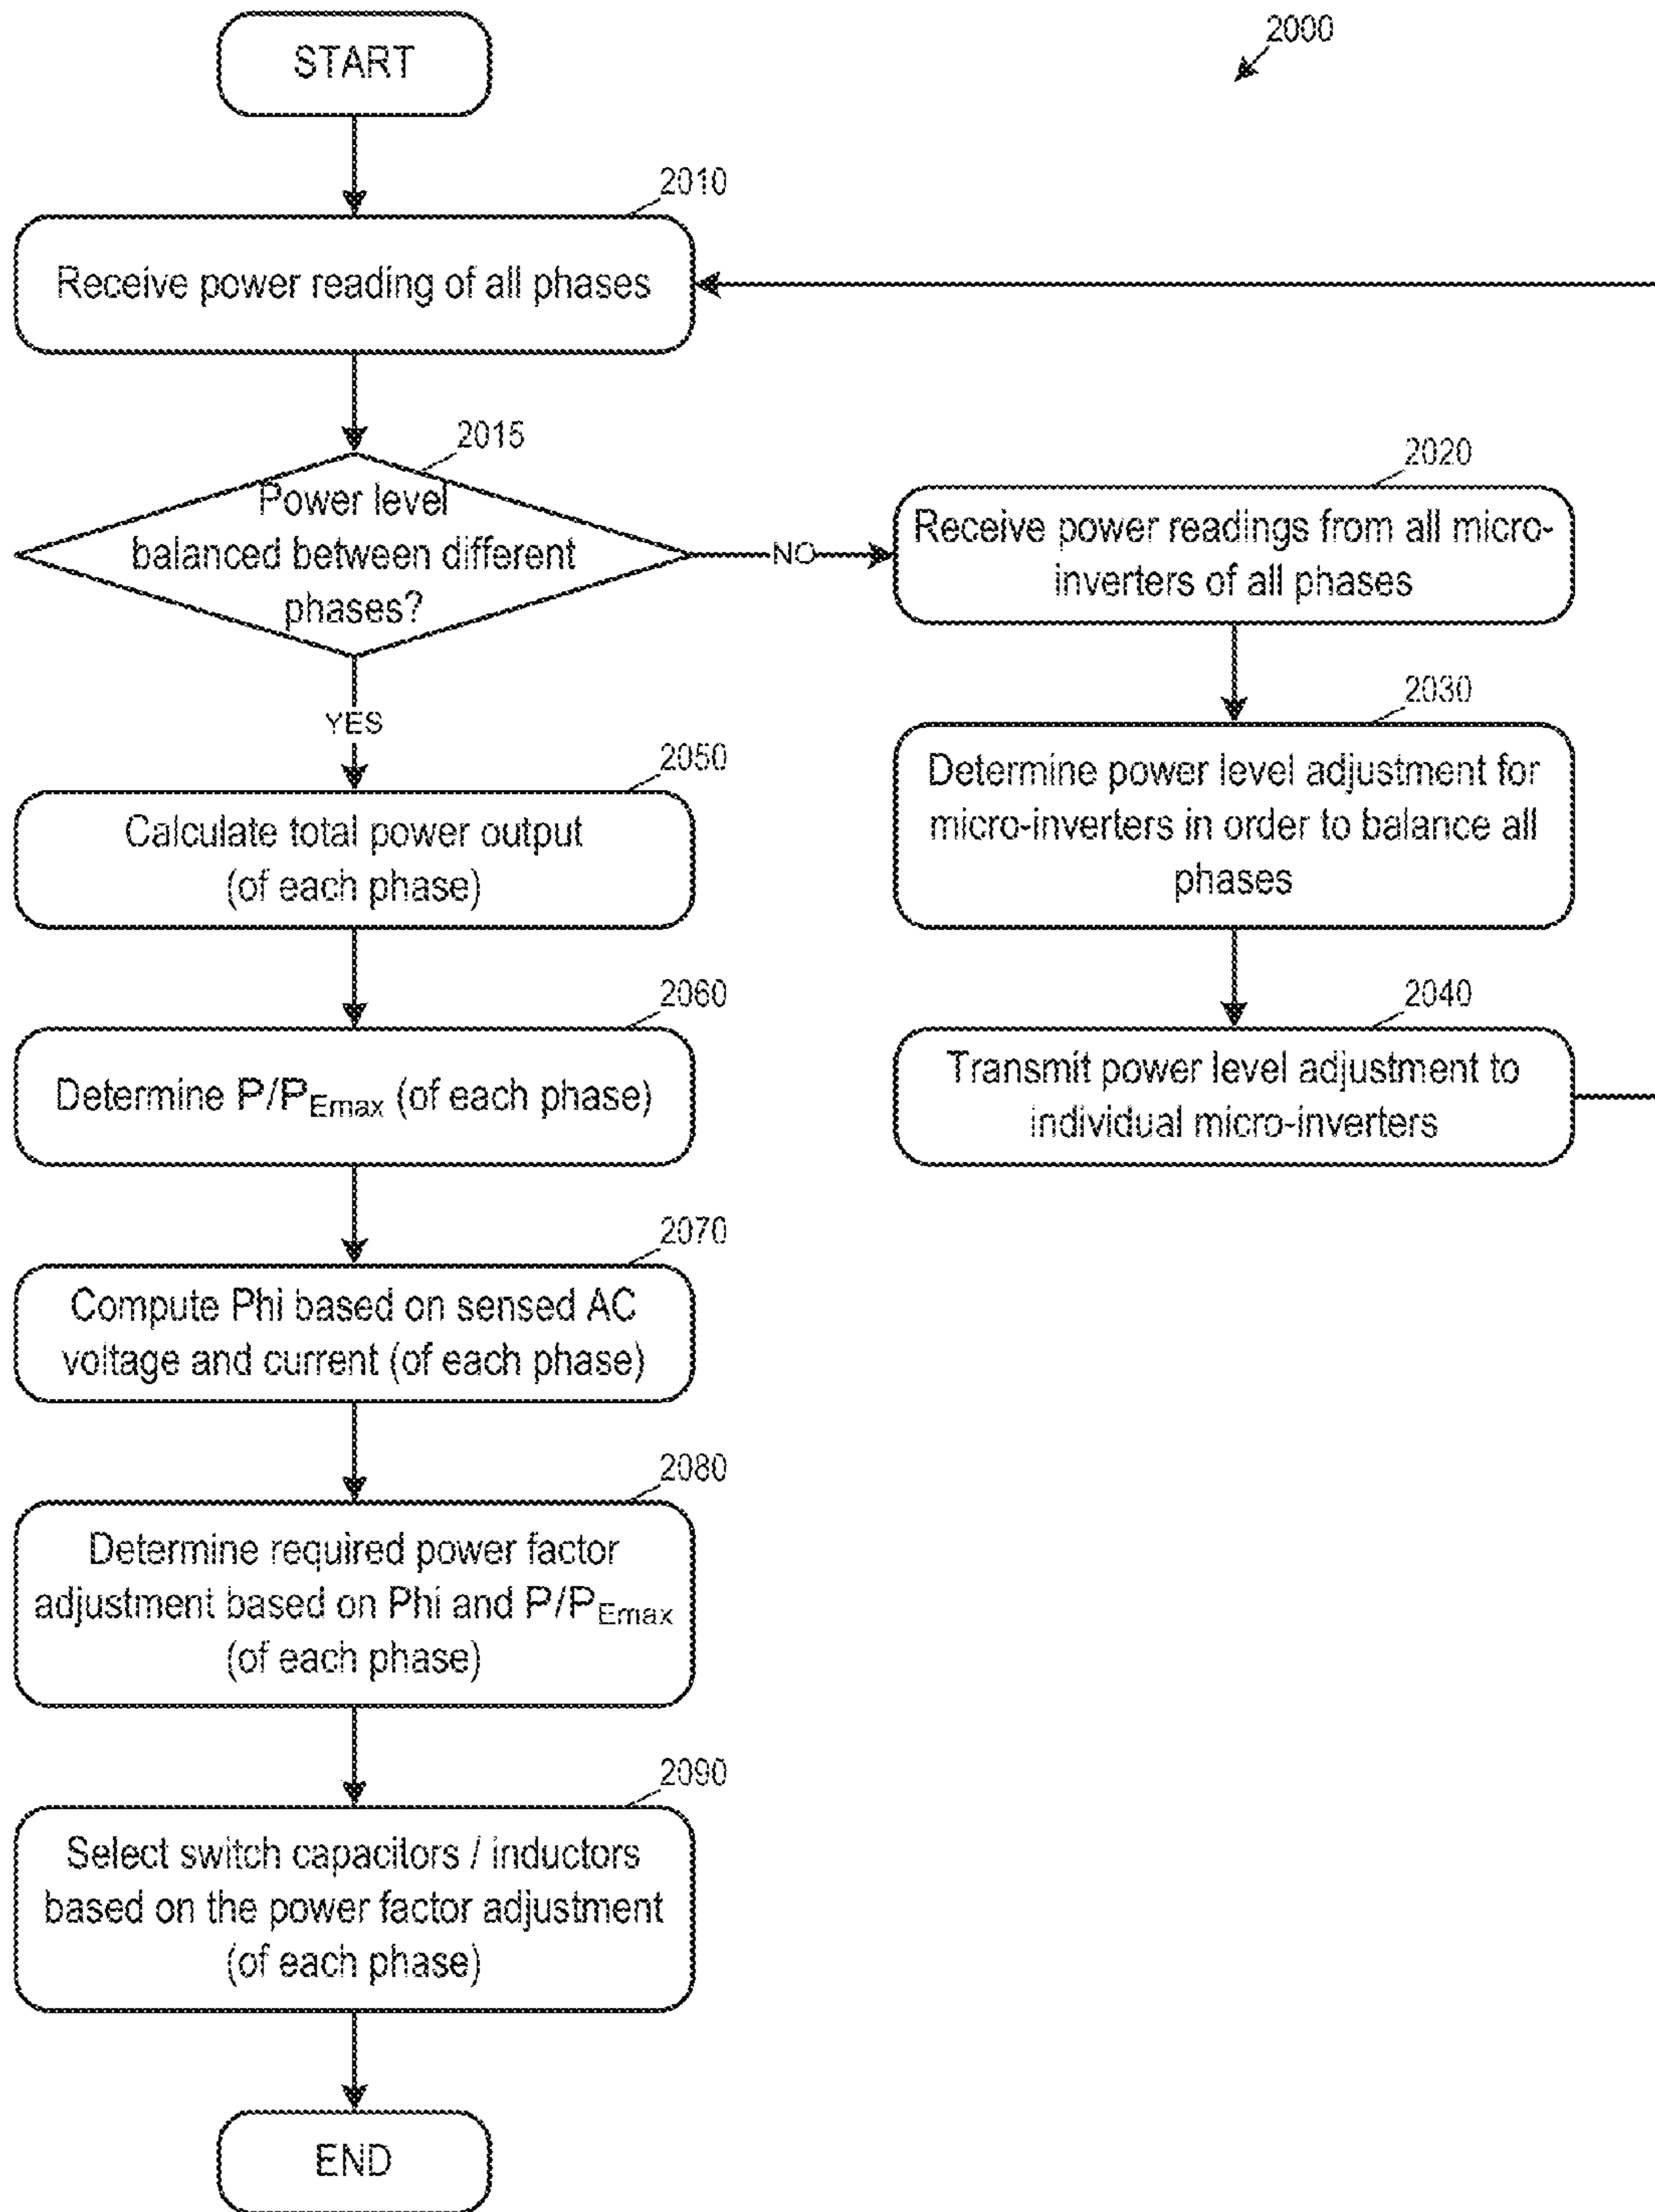 START
2000
2010
Receive power reading of all phases
2015
Power level
balanced between different
phases?
NO
2020
Receive power readings from all micro-
inverters of all phases
2030
Determine power level adjustment for
micro-inverters in order to balance all
phases
2040
Transmit power level adjustment to
individual micro-inverters
YES
2050
Calculate total power output
(of each phase)
2060
Determine P/PEmax (of each phase)
2070
Compute Phi based on sensed AC
voltage and current (of each phase)
2080
Determine required power factor
adjustment based on Phi and P/PEmax
(of each phase)
2090
Select switch capacitors / inductors
based on the power factor adjustment
(of each phase)
END